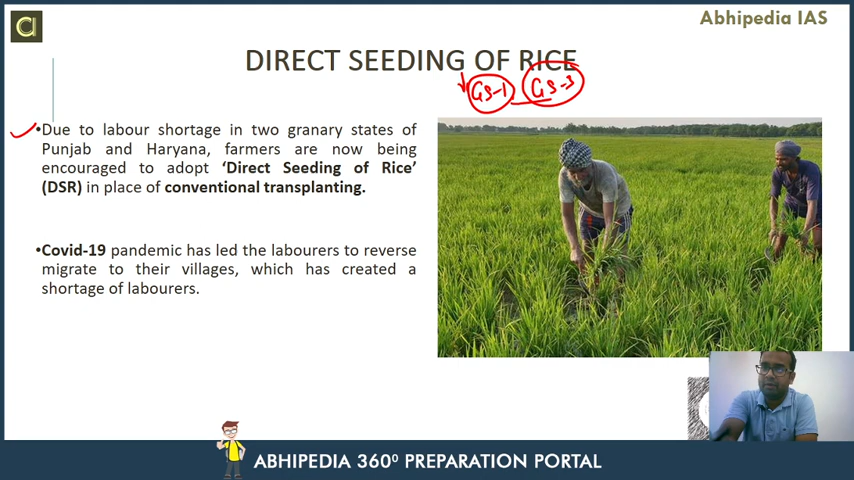 Abhipedia IAS
DIRECT SEEDING OF RICE
GS-1 GS-3
•Due to labour shortage in two granary states of
Punjab and Haryana, farmers are now being
encouraged to adopt ‘Direct Seeding of Rice’
(DSR) in place of conventional transplanting.
•Covid-19 pandemic has led the labourers to reverse
migrate to their villages, which has created a
shortage of labourers.
ABHIPEDIA 360⁰ PREPARATION PORTAL